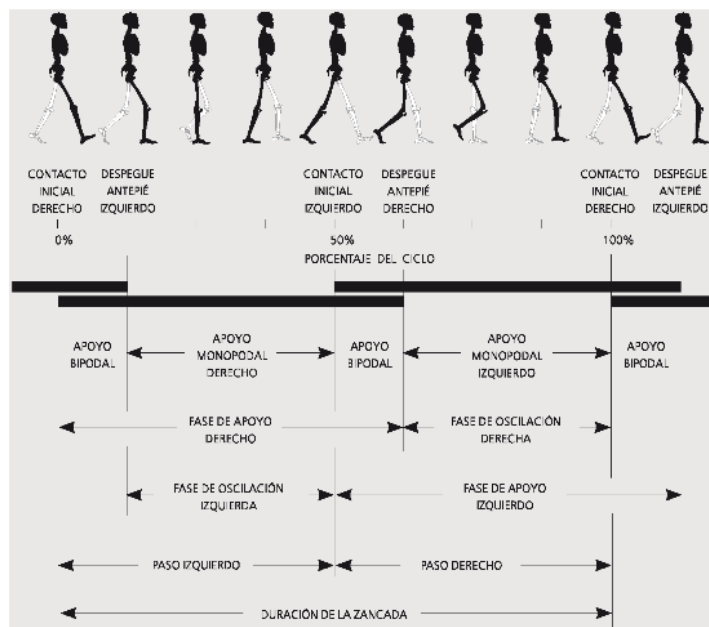 CONTACTO
INICIAL
DERECHO
DESPEGUE
ANTEPIÉ
IZQUIERDO
CONTACTO
INICIAL
IZQUIERDO
DESPEGUE
ANTEPIÉ
DERECHO
CONTACTO
INICIAL
DERECHO
DESPEGUE
ANTEPIÉ
IZQUIERDO
0%
50%
100%
PORCENTAJE DEL CICLO
APOYO
BIPODAL
APOYO
MONOPODAL
DERECHO
APOYO
BIPODAL
APOYO
MONOPODAL
IZQUIERDO
APOYO
BIPODAL
FASE DE APOYO
DERECHO
FASE DE OSCILACIÓN
DERECHA
FASE DE OSCILACIÓN
IZQUIERDA
FASE DE APOYO
IZQUIERDO
PASO IZQUIERDO
PASO DERECHO
DURACIÓN DE LA ZANCADA